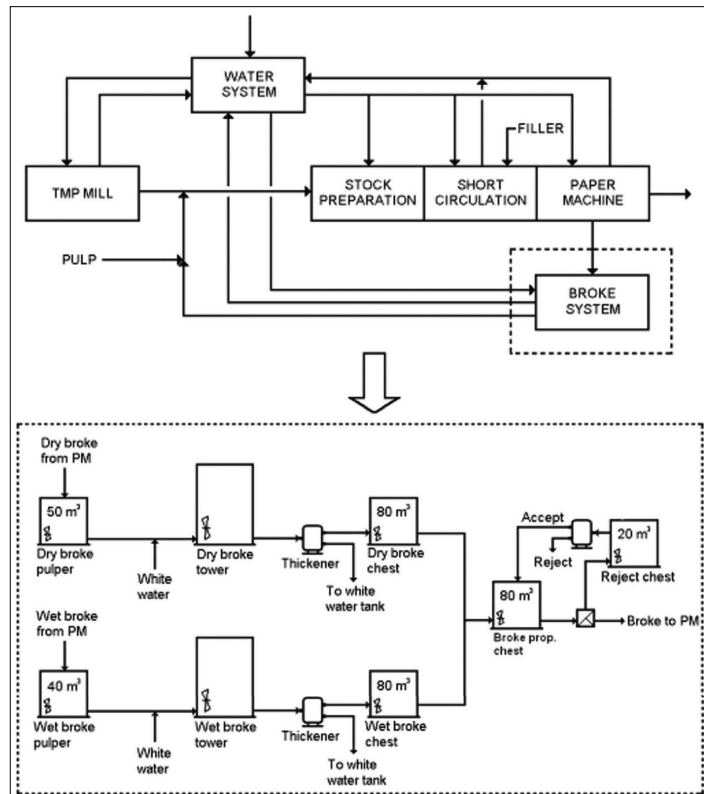 WATER
SYSTEM
FILLER
TMP MILL
STOCK
PREPARATION
SHORT
CIRCULATION
PAPER
MACHINE
PULP
BROKE
SYSTEM
Dry broke
from PM
50 m³
Dry broke
pulper
White
water
Dry broke
tower
Thickener
To white
water tank
80 m³
Dry broke
chest
Accept
Reject
20 m³
Reject chest
80 m³
Broke prop.
chest
Broke to PM
Wet broke
from PM
40 m³
Wet broke
pulper
White
water
Wet broke
tower
Thickener
To white
water tank
80 m³
Wet broke
chest